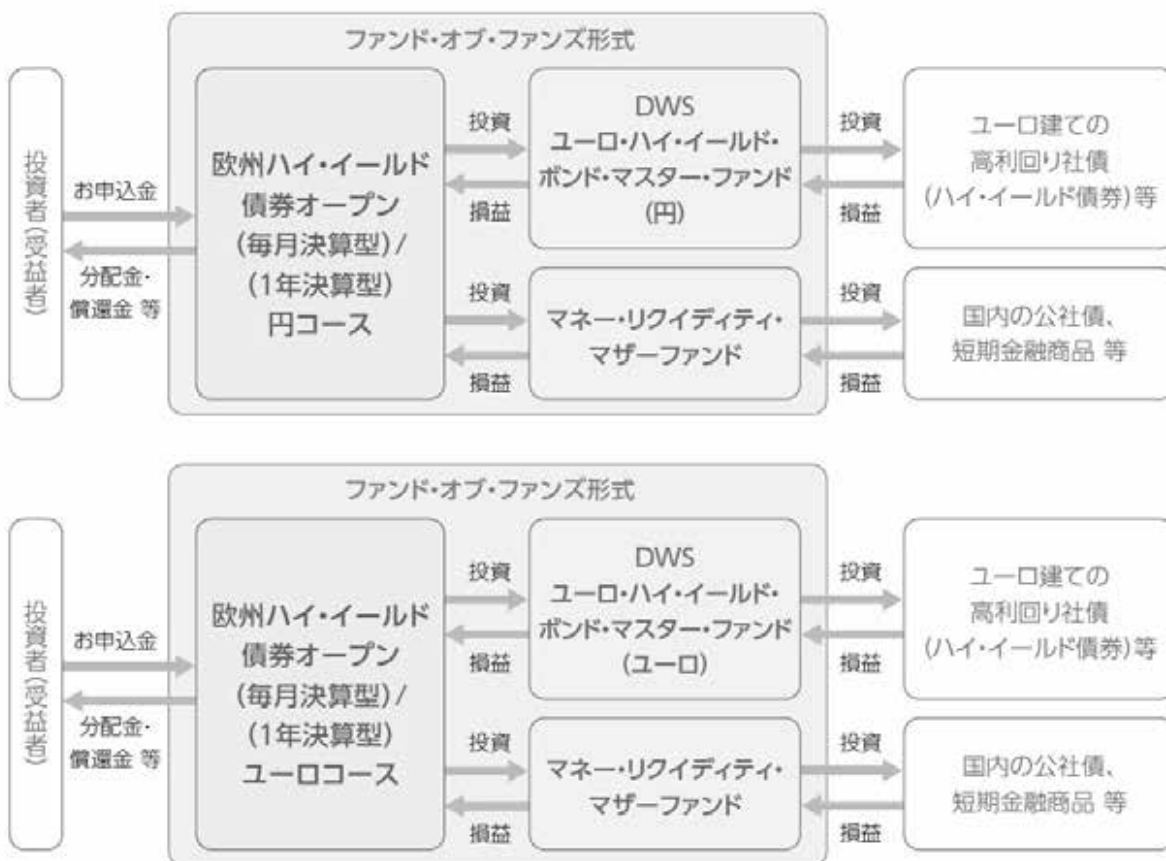 ファンド・オブ・ファンズ形式
投資者(受益者)
お申込金
分配金・
償還金 等
欧州ハイ・イールド
債券オープン
(毎月決算型)/
(1年決算型)
円コース
投資
損益
DWS
ユーロ・ハイ・イールド・
ボンド・マスター・ファンド
(円)
投資
損益
ユーロ建ての
高利回り社債
(ハイ・イールド債券)等
投資
損益
マネー・リクイディティ・
マザーファンド
投資
損益
国内の公社債、
短期金融商品 等
ファンド・オブ・ファンズ形式
投資者(受益者)
お申込金
分配金・
償還金 等
欧州ハイ・イールド
債券オープン
(毎月決算型)/
(1年決算型)
ユーロコース
投資
損益
DWS
ユーロ・ハイ・イールド・
ボンド・マスター・ファンド
(ユーロ)
投資
損益
ユーロ建ての
高利回り社債
(ハイ・イールド債券)等
投資
損益
マネー・リクイディティ・
マザーファンド
投資
損益
国内の公社債、
短期金融商品 等